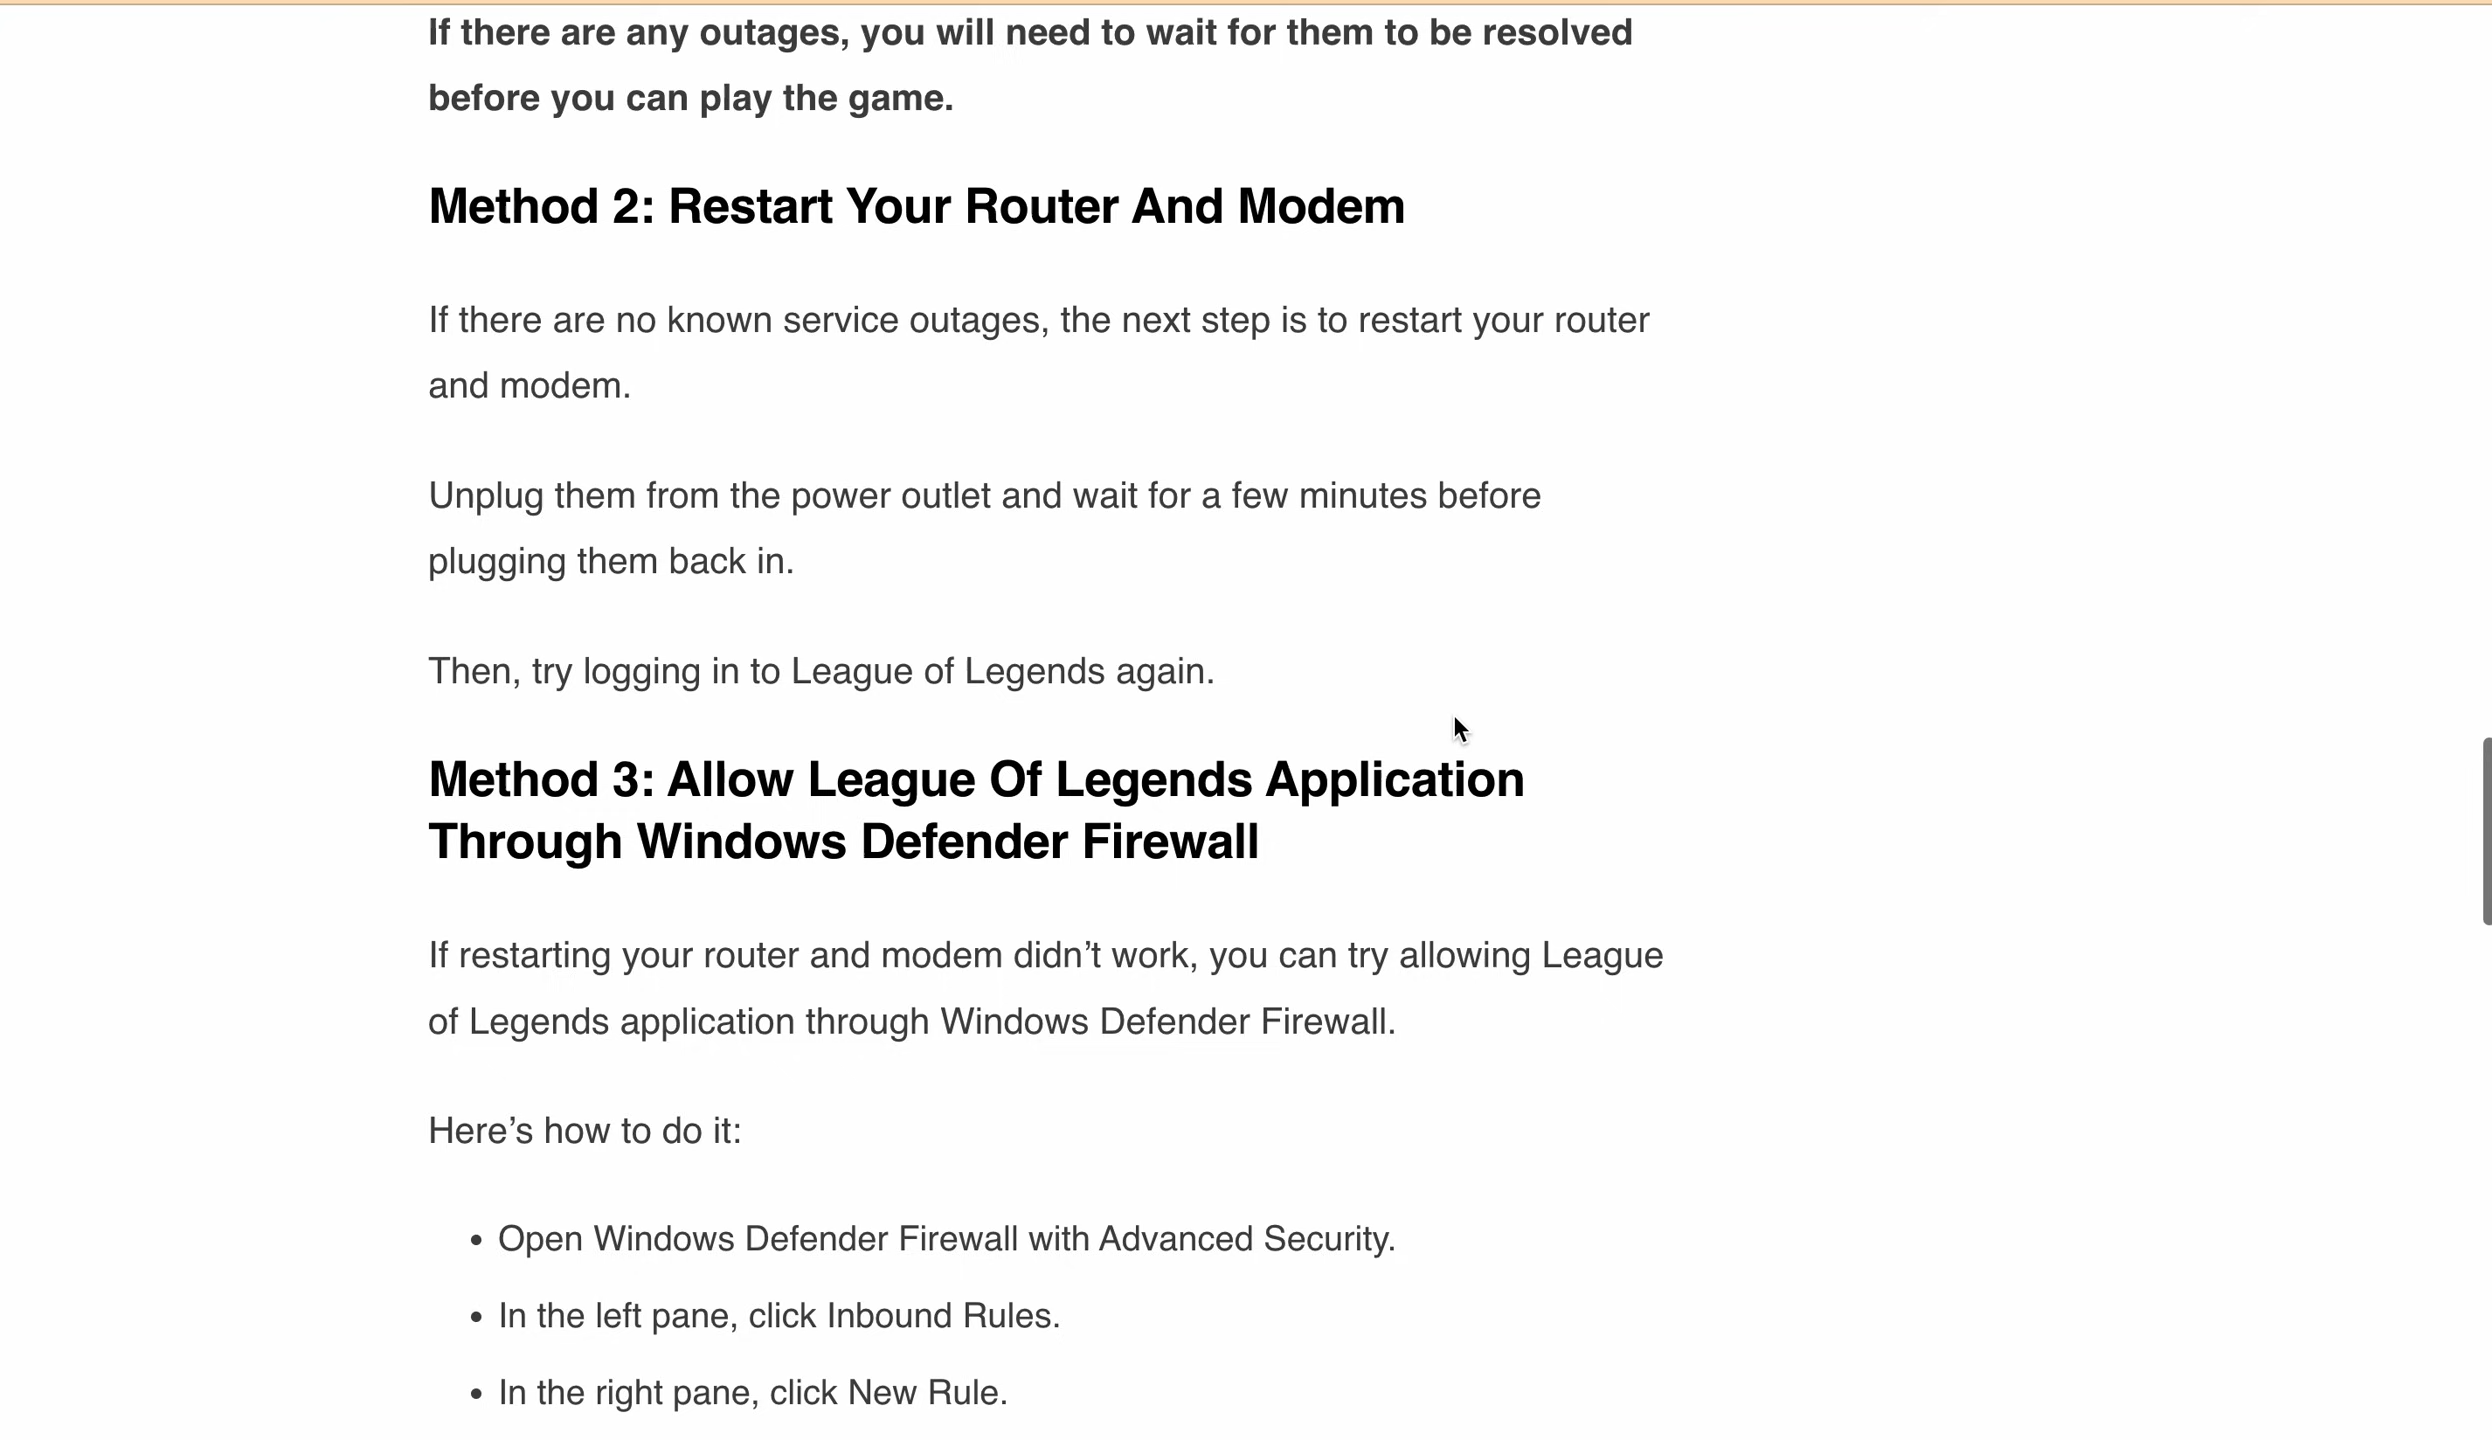 If there are any outages, you will need to wait for them to be resolved
before you can play the game.
Method 2: Restart Your Router And Modem
If there are no known service outages, the next step is to restart your router
and modem.
Unplug them from the power outlet and wait for a few minutes before
plugging them back in.
Then, try logging in to League of Legends again.
Method 3: Allow League Of Legends Application
Through Windows Defender Firewall
If restarting your router and modem didn’t work, you can try allowing League
of Legends application through Windows Defender Firewall.
Here’s how to do it:
• Open Windows Defender Firewall with Advanced Security.
• In the left pane, click Inbound Rules.
• In the right pane, click New Rule.